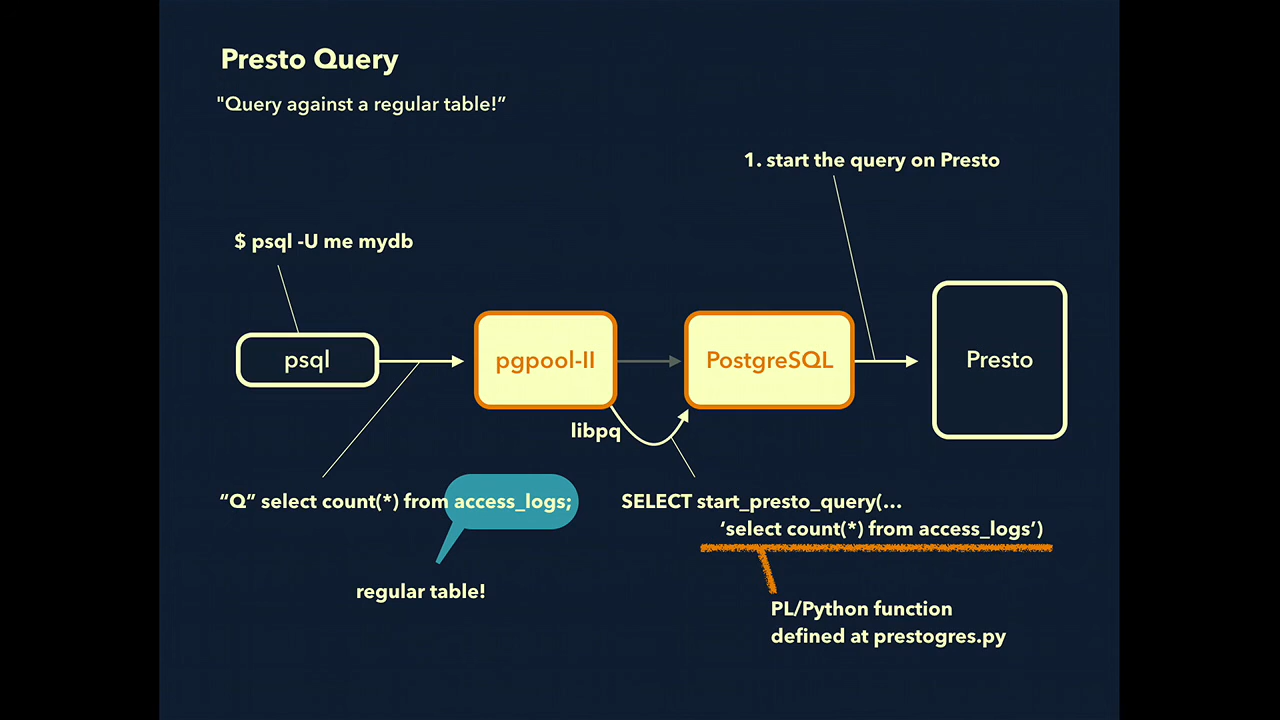 Presto Query
"Query against a regular table!”
1. start the query on Presto
$ psql -U me mydb
psql
pgpool-II
PostgreSQL
Presto
libpq
“Q” select count(*) from access_logs;
SELECT start_presto_query(...
‘select count(*) from access_logs’)
regular table!
PL/Python function
defined at prestogres.py